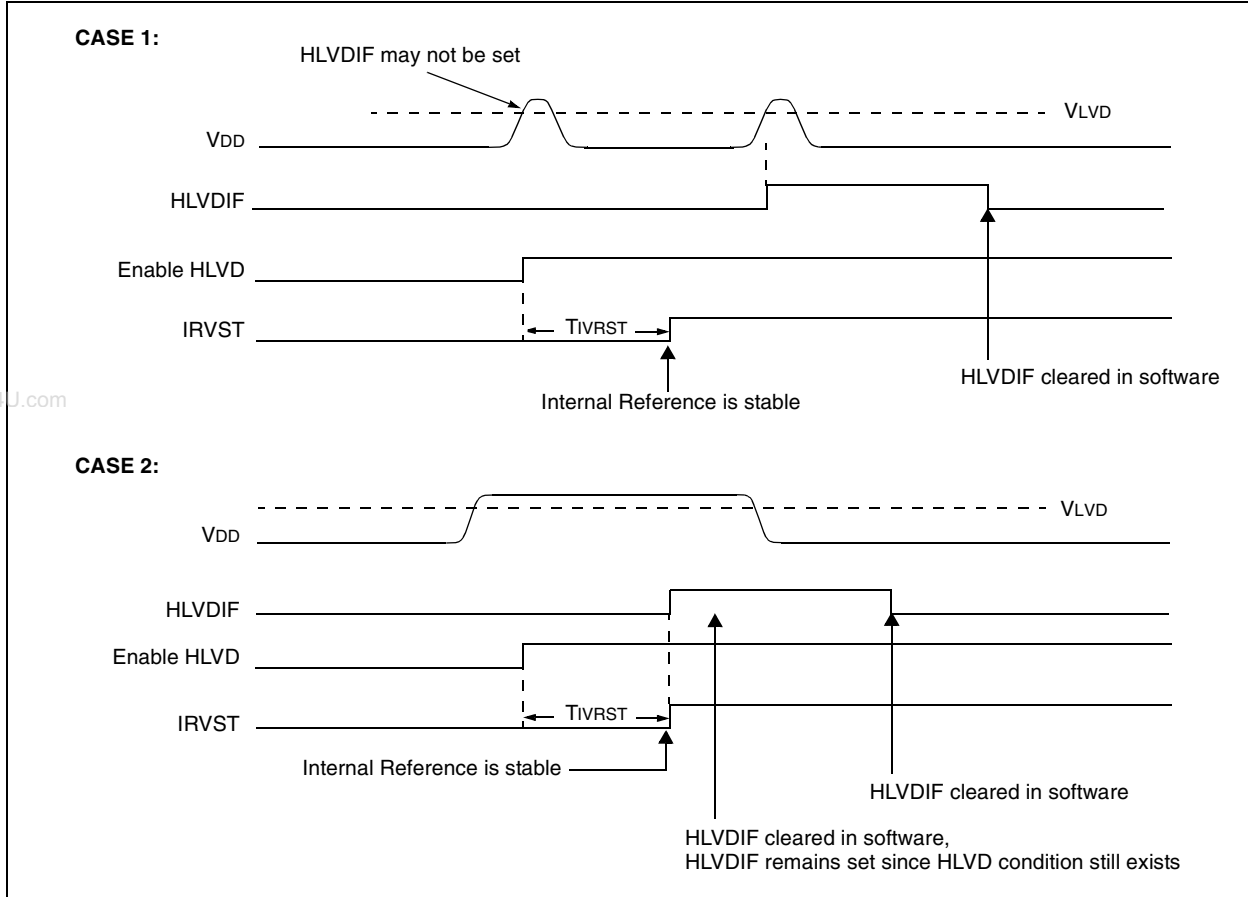 CASE 1:
HLVDIF may not be set
VLVD
VDD
HLVDIF
Enable HLVD
IRVST
TIVRST
HLVDIF cleared in software
Internal Reference is stable
U.com
CASE 2:
VLVD
VDD
HLVDIF
Enable HLVD
IRVST
TIVRST
Internal Reference is stable
HLVDIF cleared in software
HLVDIF cleared in software,
HLVDIF remains set since HLVD condition still exists